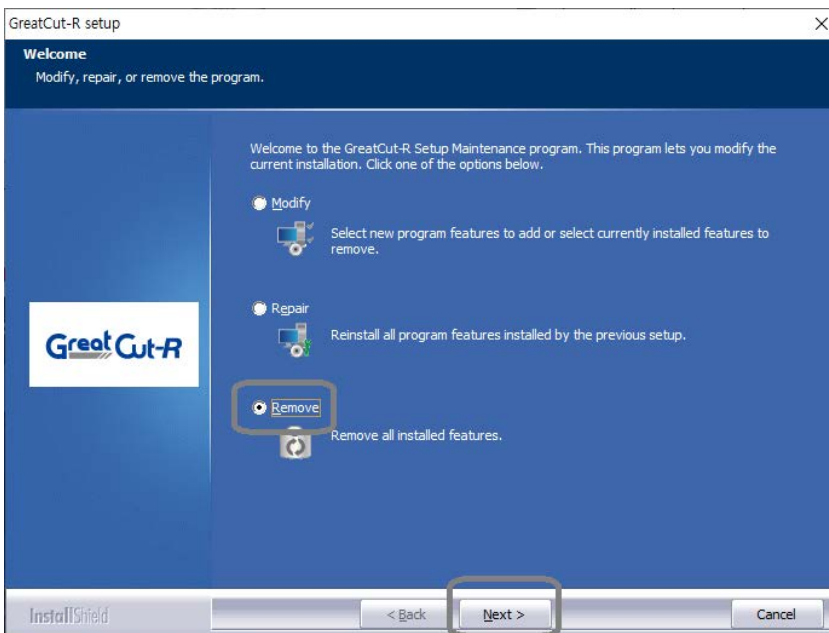 GreatCut-R setup
Welcome
Modify, repair, or remove the program.
Welcome to the GreatCut-R Setup Maintenance program. This program lets you modify the
current installation. Click one of the options below.
Modify
Select new program features to add or select currently installed features to
remove.
Repair
Reinstall all program features installed by the previous setup.
Great Cut-R
Remove
Remove all installed features.
InstallShield
< Back
Next >
Cancel